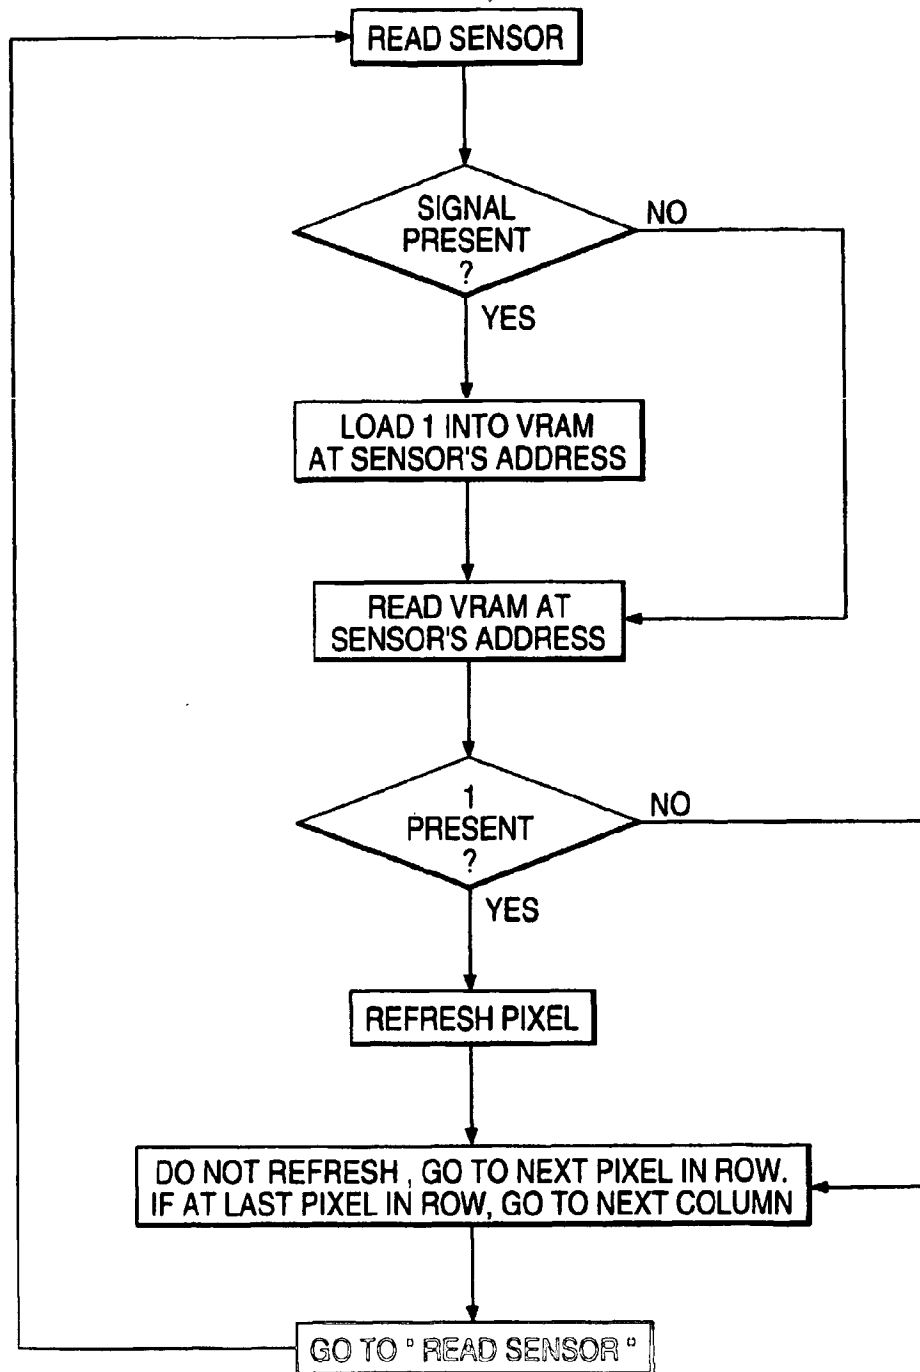 READ SENSOR
SIGNAL
PRESENT
?
NO
YES
LOAD 1 INTO VRAM
AT SENSOR'S ADDRESS
READ VRAM AT
SENSOR'S ADDRESS
1
PRESENT
?
NO
YES
REFRESH PIXEL
DO NOT REFRESH , GO TO NEXT PIXEL IN ROW.
IF AT LAST PIXEL IN ROW, GO TO NEXT COLUMN
GO TO " READ SENSOR "